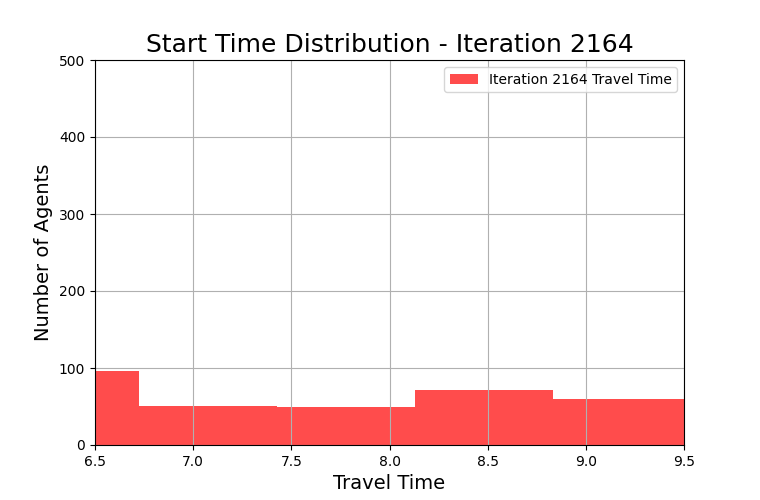 Start Time Distribution - Iteration 2164
Iteration 2164 Travel Time
Number of Agents
500
400
300
200
100
0
6.5 7.0 7.5 8.0 8.5 9.0 9.5
Travel Time